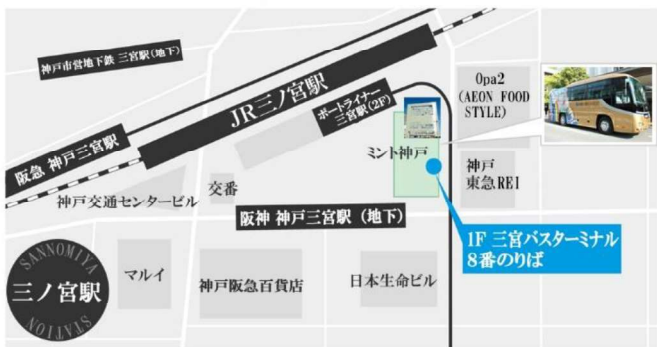 神戸市営地下鉄 三宮駅(地下)
JR三ノ宮駅
ポートライナー
三宮駅(2F)
Opa2
(AEON FOOD
STYLE)
阪急 神戸三宮駅
ミント神戸
神戸
東急REI
神戸交通センタービル
交番
阪神 神戸三宮駅 (地下)
1F 三宮バスターミナル
8番のりば
SANNOMIYA
三ノ宮駅
STATION
マルイ
神戸阪急百貨店
日本生命ビル